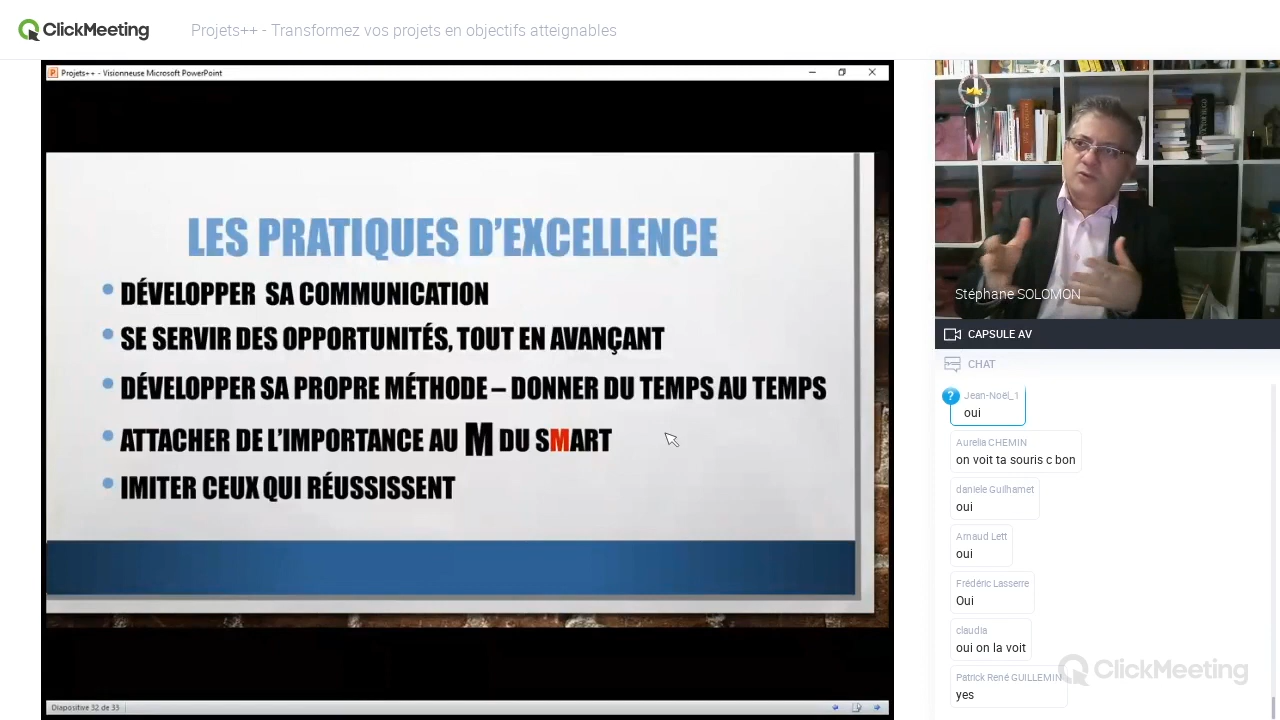 ClickMeeting
Projets++ - Transformez vos projets en objectifs atteignables
Projets++ - Visionneuse Microsoft PowerPoint
LES PRATIQUES D'EXCELLENCE
DÉVELOPPER SA COMMUNICATION
SE SERVIR DES OPPORTUNITÉS, TOUT EN AVANÇANT
DÉVELOPPER SA PROPRE MÉTHODE – DONNER DU TEMPS AU TEMPS
ATTACHER DE L'IMPORTANCE AU M DU SMART
IMITER CEUX QUI RÉUSSISSENT
Diapositive 32 de 33
Stéphane SOLOMON
CAPSULE AV
CHAT
?
Jean-Noël_1
oui
Aurelia CHEMIN
on voit ta souris c bon
daniele Guilhamet
oui
Arnaud Lett
oui
Frédéric Lasserre
Oui
claudia
oui on la voit
Patrick René GUILLEMIN
yes
ClickMeeting